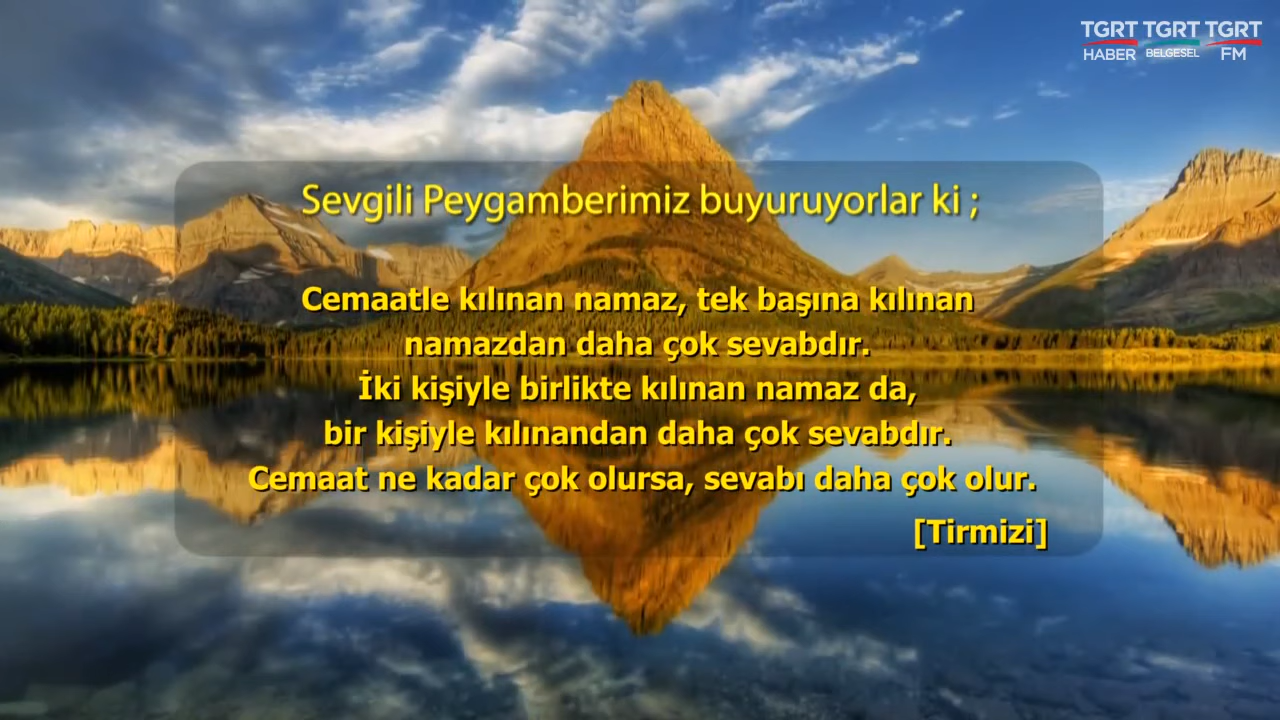 TGRT TGRT TGRT
HABER BELGESEL FM
Sevgili Peygamberimiz buyuruyorlar ki ;
Cemaatle kılınan namaz, tek başına kılınan
namazdan daha çok sevabdır.
İki kişiyle birlikte kılınan namaz da,
bir kişiyle kılınandan daha çok sevabdır.
Cemaat ne kadar çok olursa, sevabı daha çok olur.
[Tirmizi]